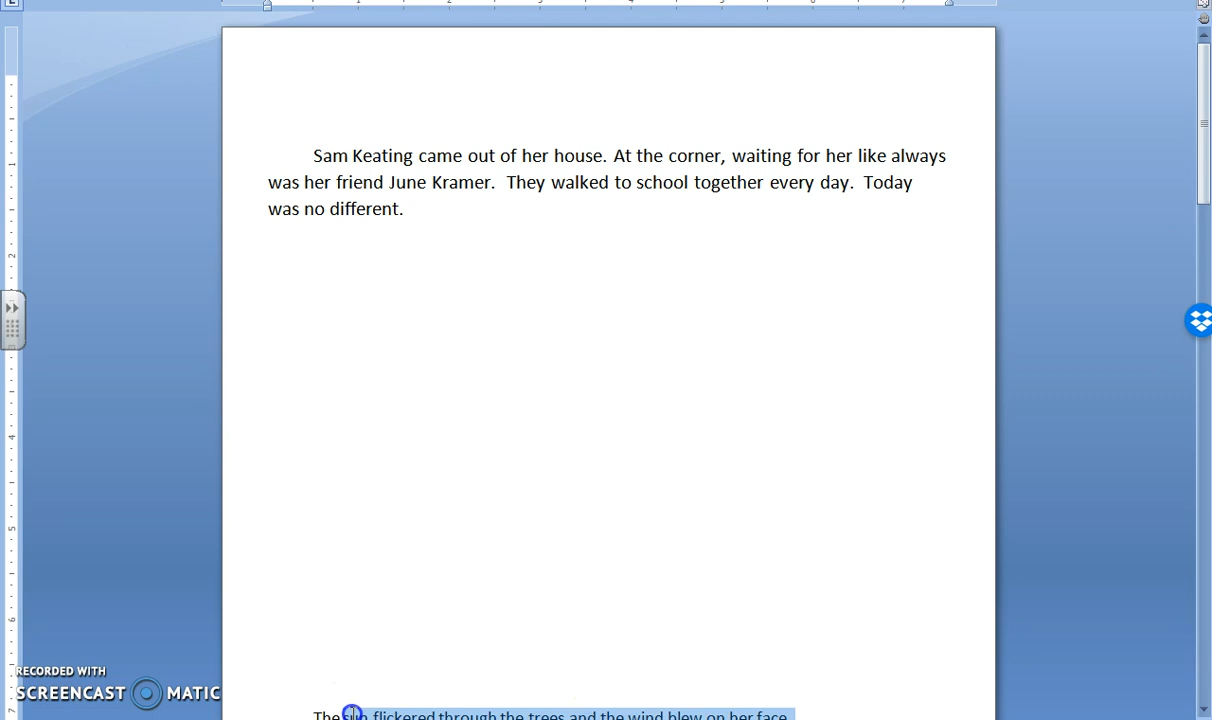 Sam Keating came out of her house. At the corner, waiting for her like always
was her friend June Kramer.  They walked to school together every day.  Today
was no different.
RECORDED WITH
SCREENCAST MATIC
The sun flickered through the trees and the wind blew on her face.